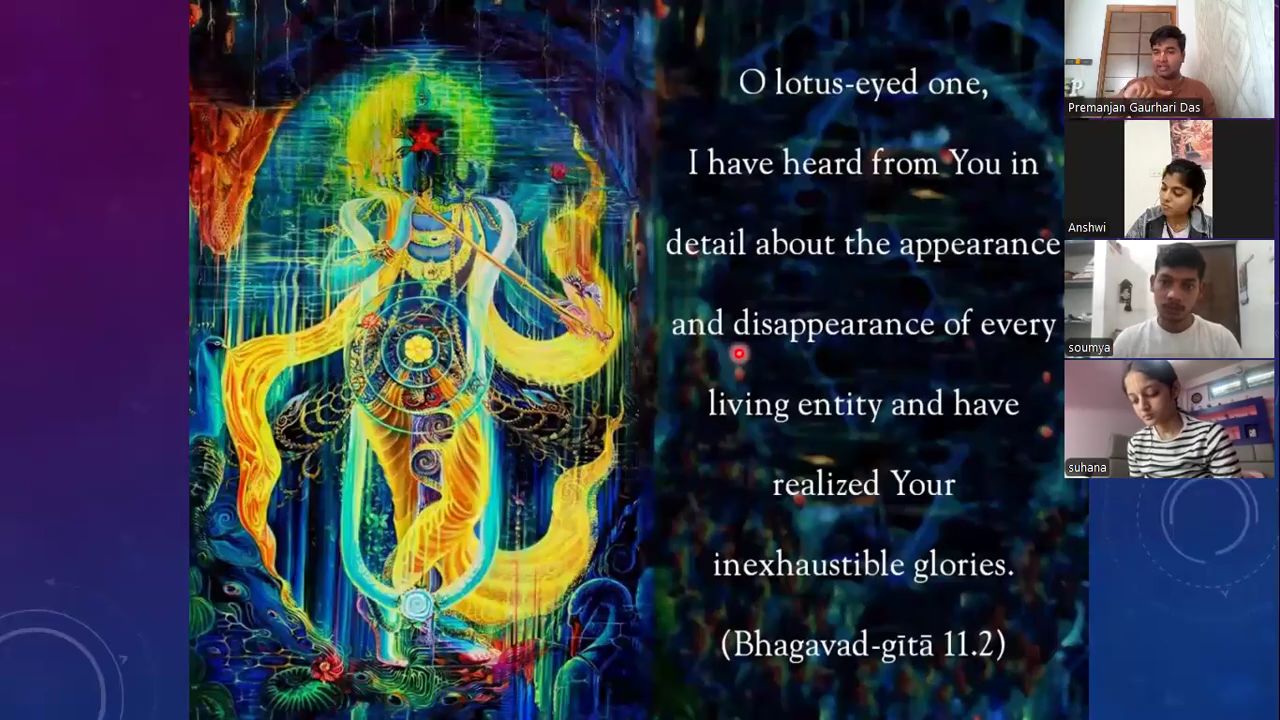 O lotus-eyed one,
I have heard from You in
detail about the appearance
and disappearance of every
living entity and have
realized Your
inexhaustible glories.
(Bhagavad-gītā 11.2)
P
Premanjan Gaurhari Das
Anshwi
soumya
suhana